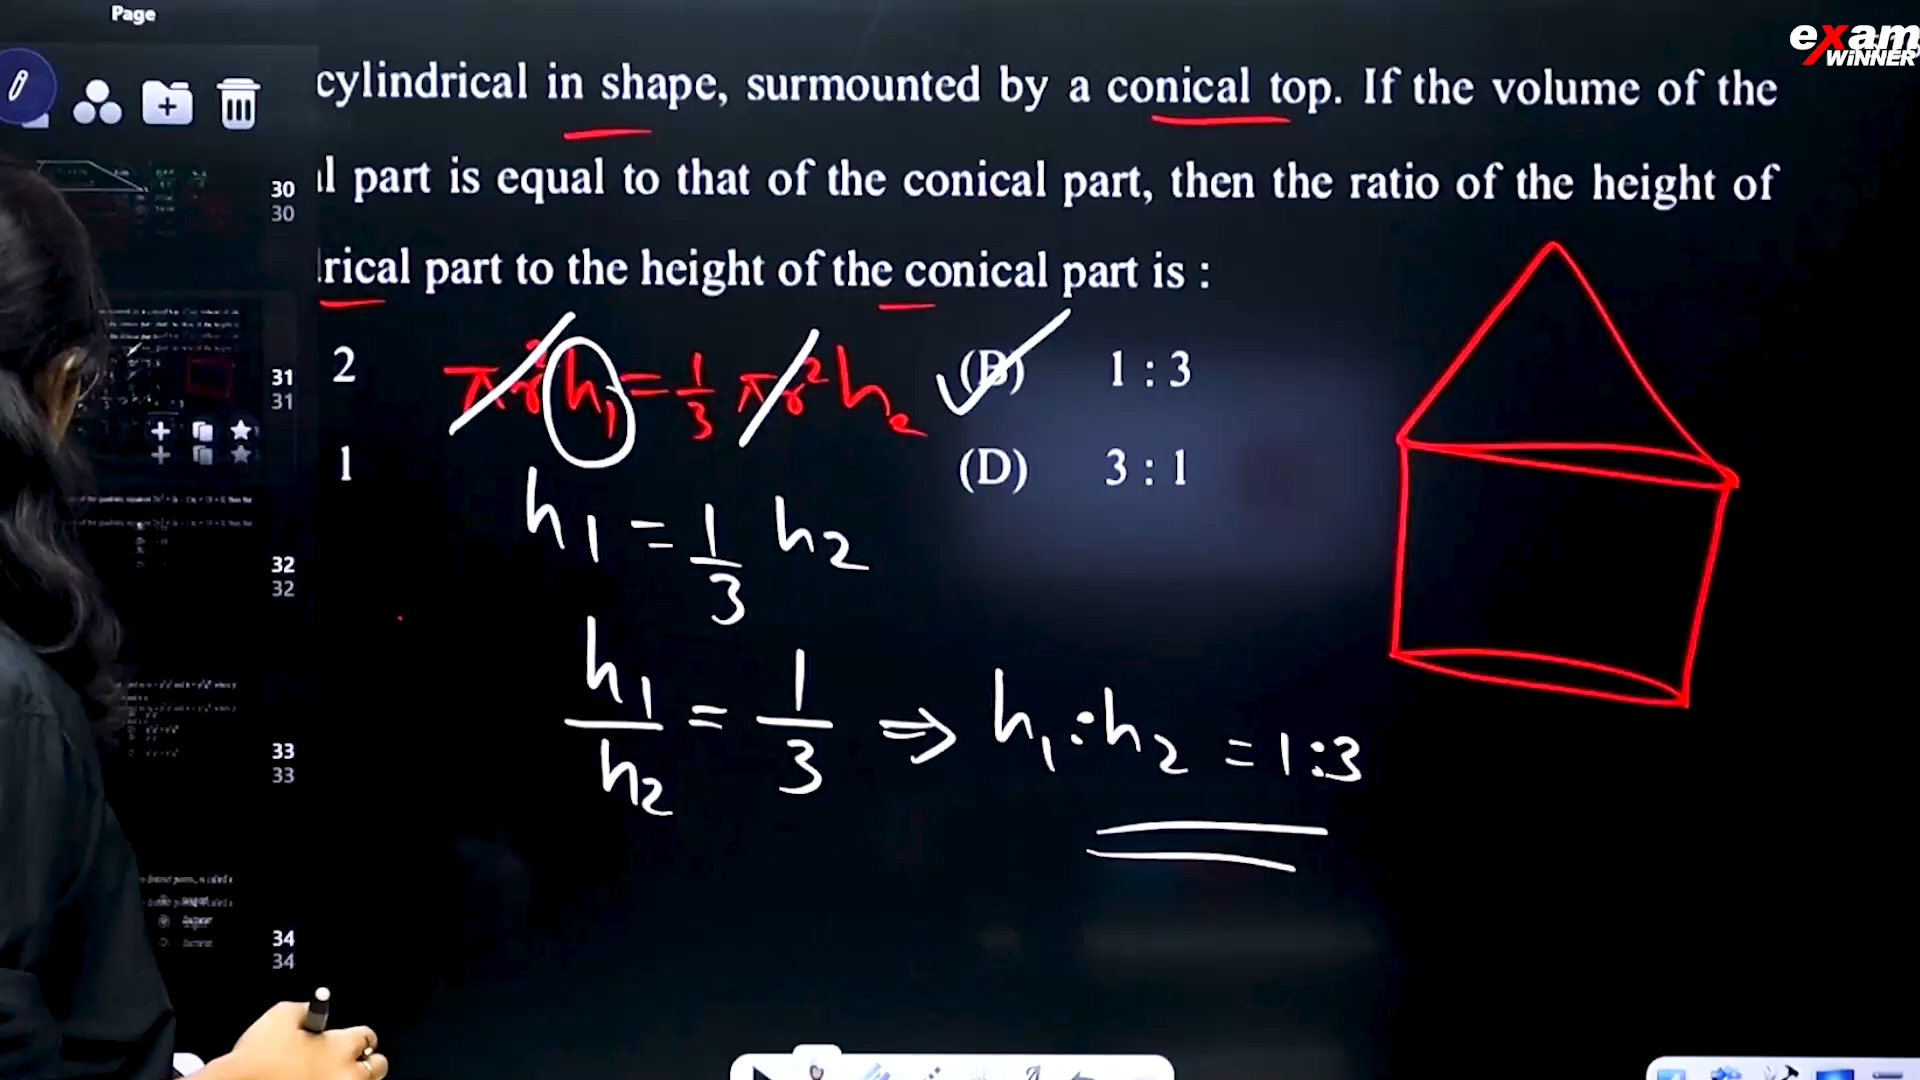 Page
exam
WINNER
cylindrical in shape, surmounted by a conical top. If the volume of the
l part is equal to that of the conical part, then the ratio of the height of
rical part to the height of the conical part is :
2
πr²h₁ = 1/3 πr²h₂
(B) 1 : 3
1
(D) 3 : 1
h₁ = 1/3 h₂
h₁/h₂ = 1/3 ⇒ h₁ : h₂ = 1:3
30
30
31
31
32
32
33
33
34
34